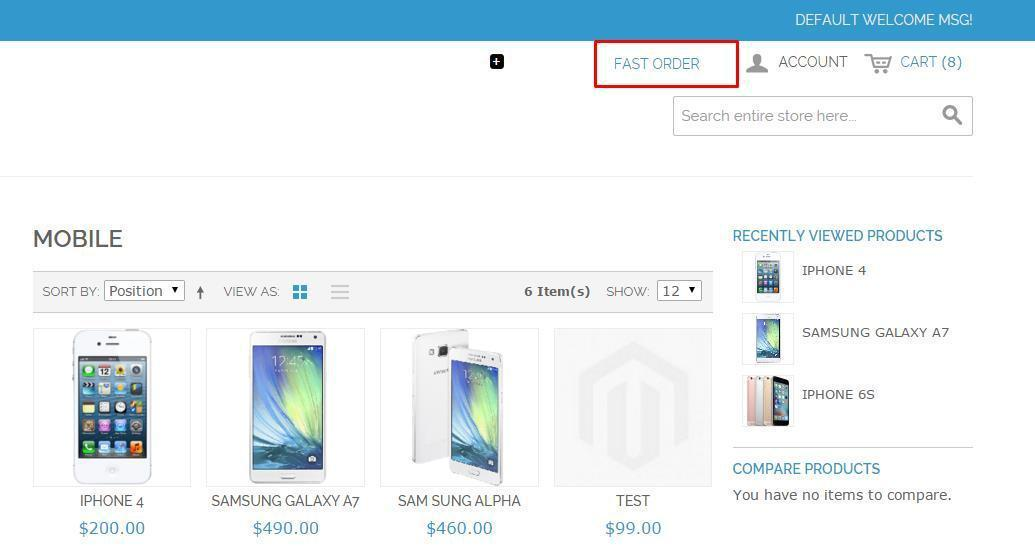 DEFAULT WELCOME MSG!
FAST ORDER
ACCOUNT
CART (8)
Search entire store here...
MOBILE
SORT BY: Position
VIEW AS:
6 Item(s)
SHOW: 12
IPHONE 4
$200.00
SAMSUNG GALAXY A7
$490.00
SAM SUNG ALPHA
$460.00
TEST
$99.00
RECENTLY VIEWED PRODUCTS
IPHONE 4
SAMSUNG GALAXY A7
IPHONE 6S
COMPARE PRODUCTS
You have no items to compare.